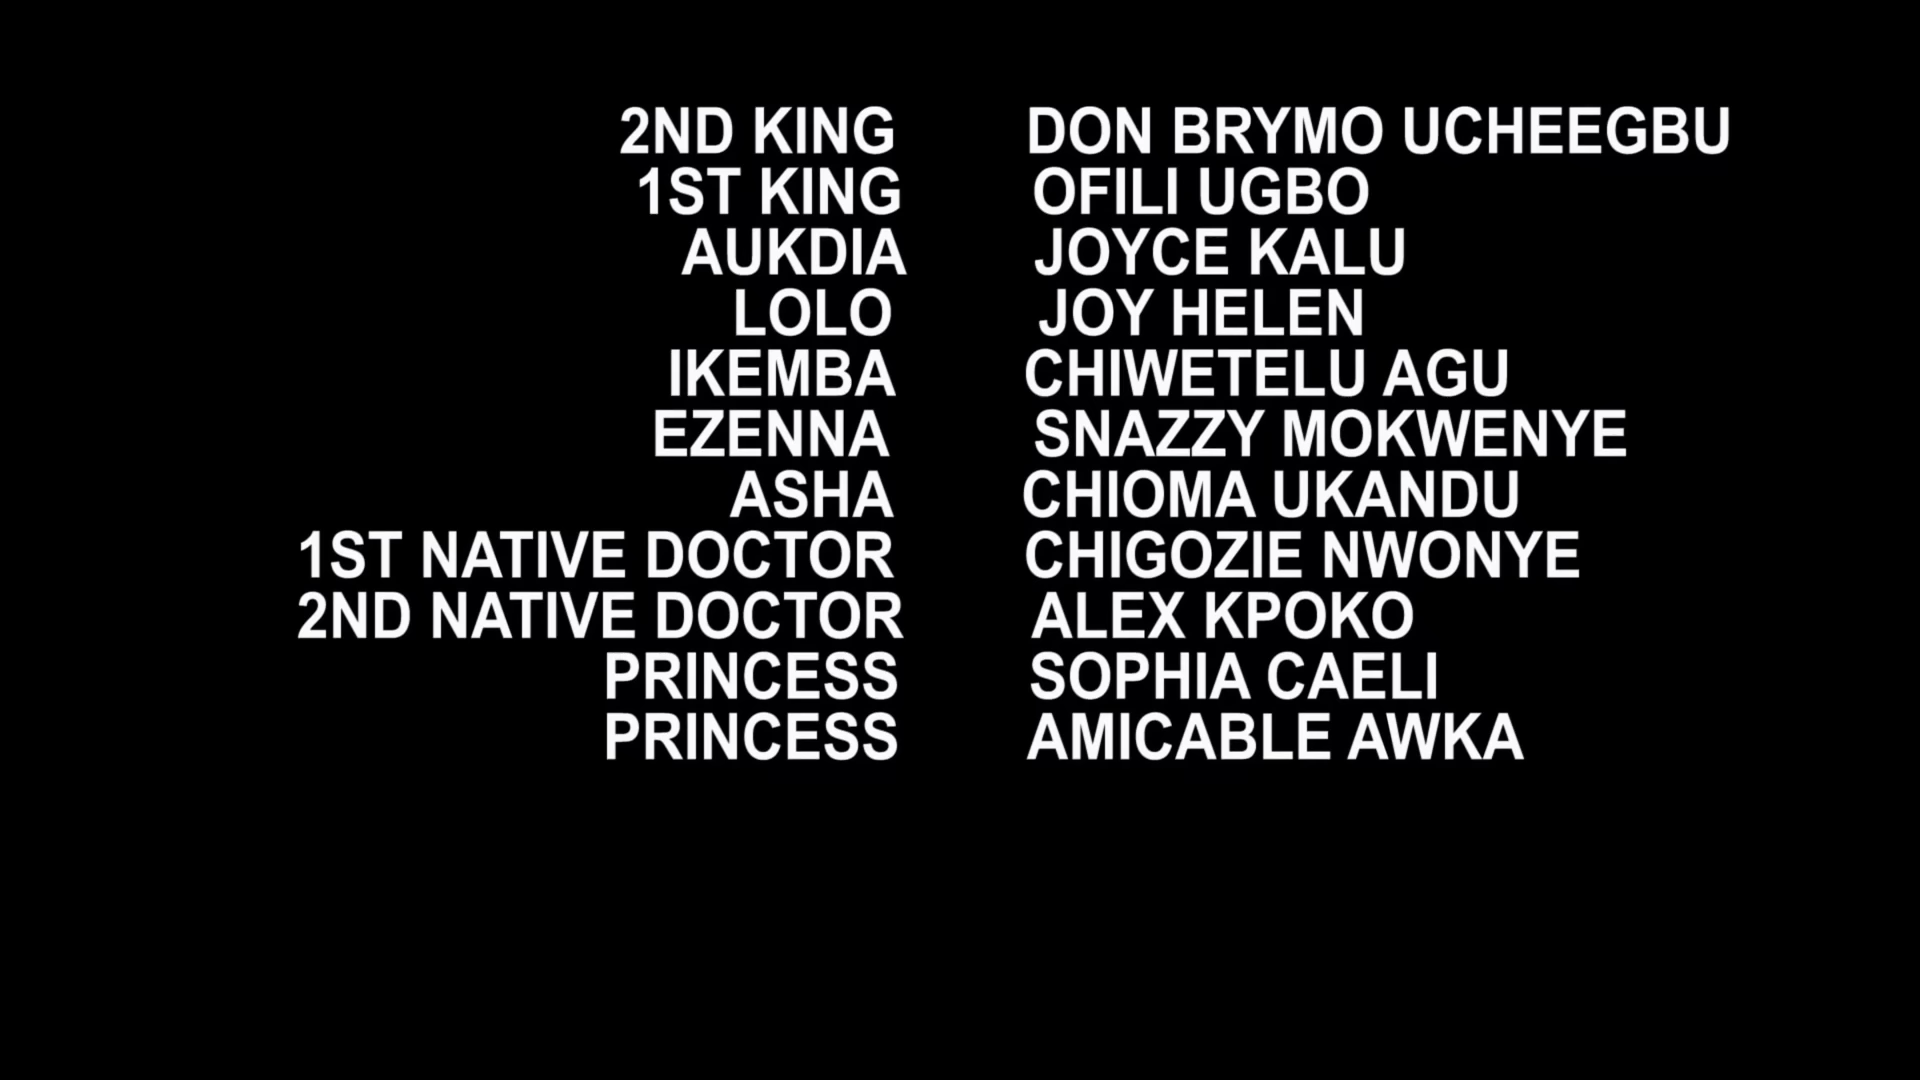 2ND KING DON BRYMO UCHEEGBU
1ST KING OFILI UGBO
AUKDIA JOYCE KALU
LOLO JOY HELEN
IKEMBA CHIWETELU AGU
EZENNA SNAZZY MOKWENYE
ASHA CHIOMA UKANDU
1ST NATIVE DOCTOR CHIGOZIE NWONYE
2ND NATIVE DOCTOR ALEX KPOKO
PRINCESS SOPHIA CAELI
PRINCESS AMICABLE AWKA